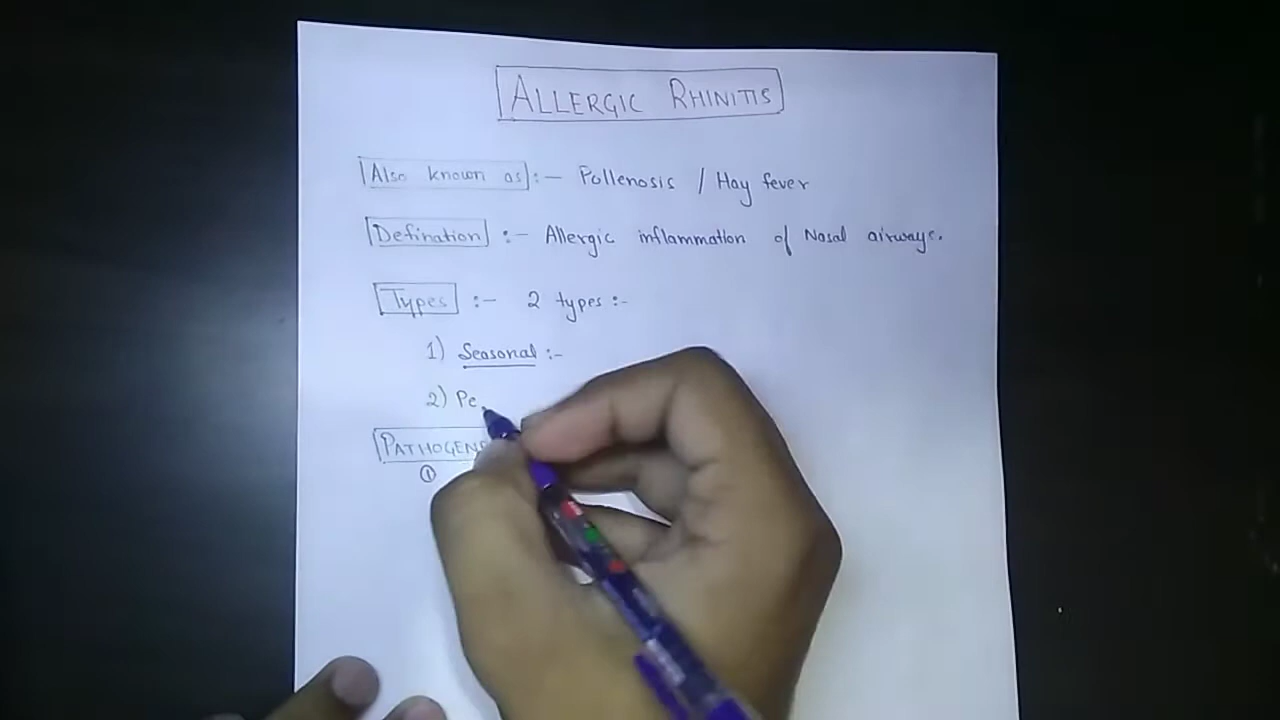 ALLERGIC RHINITIS
Also known as :- Pollenosis / Hay fever
Defination :- Allergic inflammation of Nasal airways.
Types :- 2 types :-
1) Seasonal :-
2) Pe
PATHOGENE
①